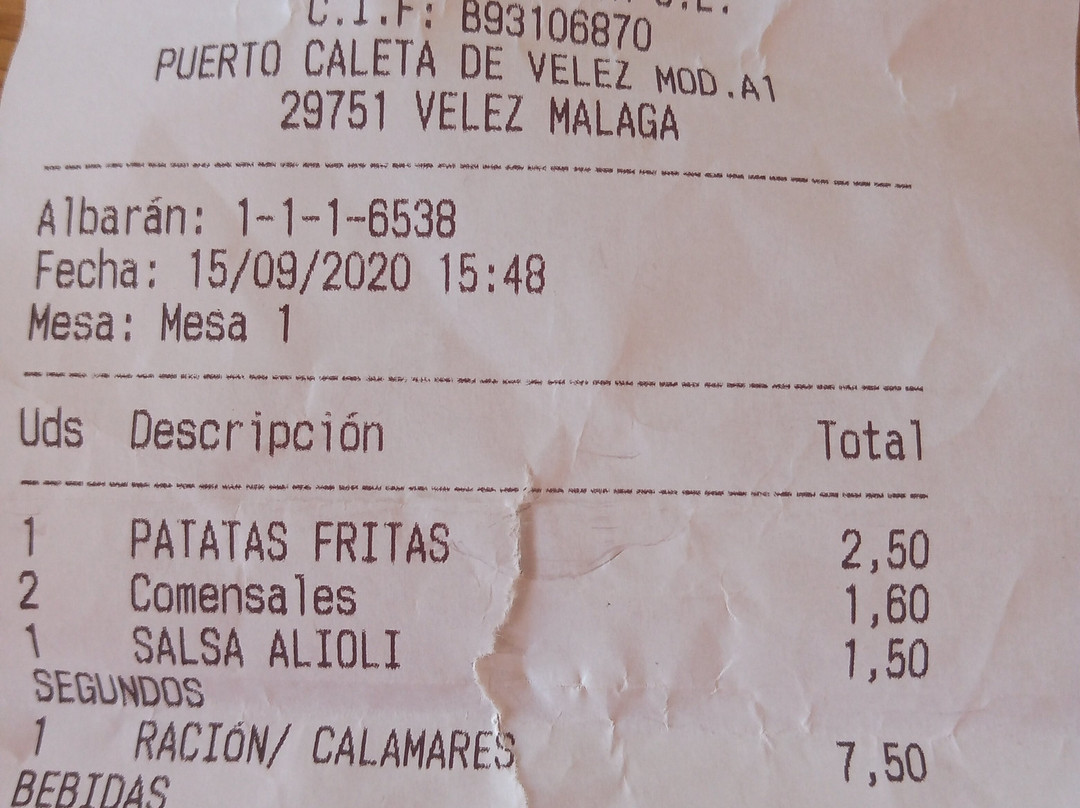 C.I.F: B93106870
PUERTO CALETA DE VELEZ MOD.A1
29751 VELEZ MALAGA
Albarán: 1-1-1-6538
Fecha: 15/09/2020 15:48
Mesa: Mesa 1
Uds Descripción Total
1 PATATAS FRITAS 2,50
2 Comensales 1,60
1 SALSA ALIOLI 1,50
SEGUNDOS
1 RACIÓN/ CALAMARES 7,50
BEBIDAS